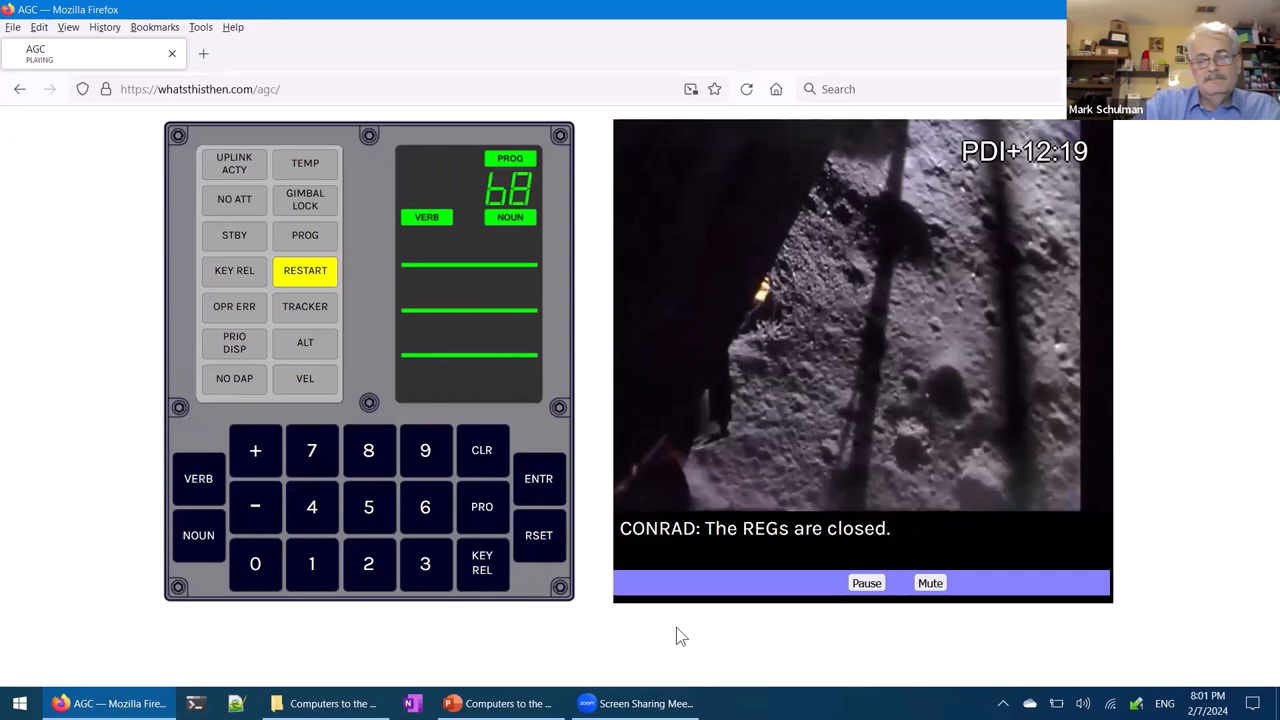 AGC — Mozilla Firefox
File Edit View History Bookmarks Tools Help
AGC
PLAYING
https://whatsthisthen.com/agc/
Search
Mark Schulman
UPLINK
ACTY
TEMP
NO ATT
GIMBAL
LOCK
STBY
PROG
KEY REL
RESTART
OPR ERR
TRACKER
PRIO
DISP
ALT
NO DAP
VEL
PROG
68
VERB NOUN
VERB
NOUN
+ 7 8 9 CLR
- 4 5 6 PRO
0 1 2 3 KEY
REL
ENTR
RSET
PDI+12:19
CONRAD: The REGs are closed.
Pause Mute
AGC — Mozilla Fire...
Computers to the ...
Computers to the ...
zoom
Screen Sharing Mee...
ENG
8:01 PM
2/7/2024